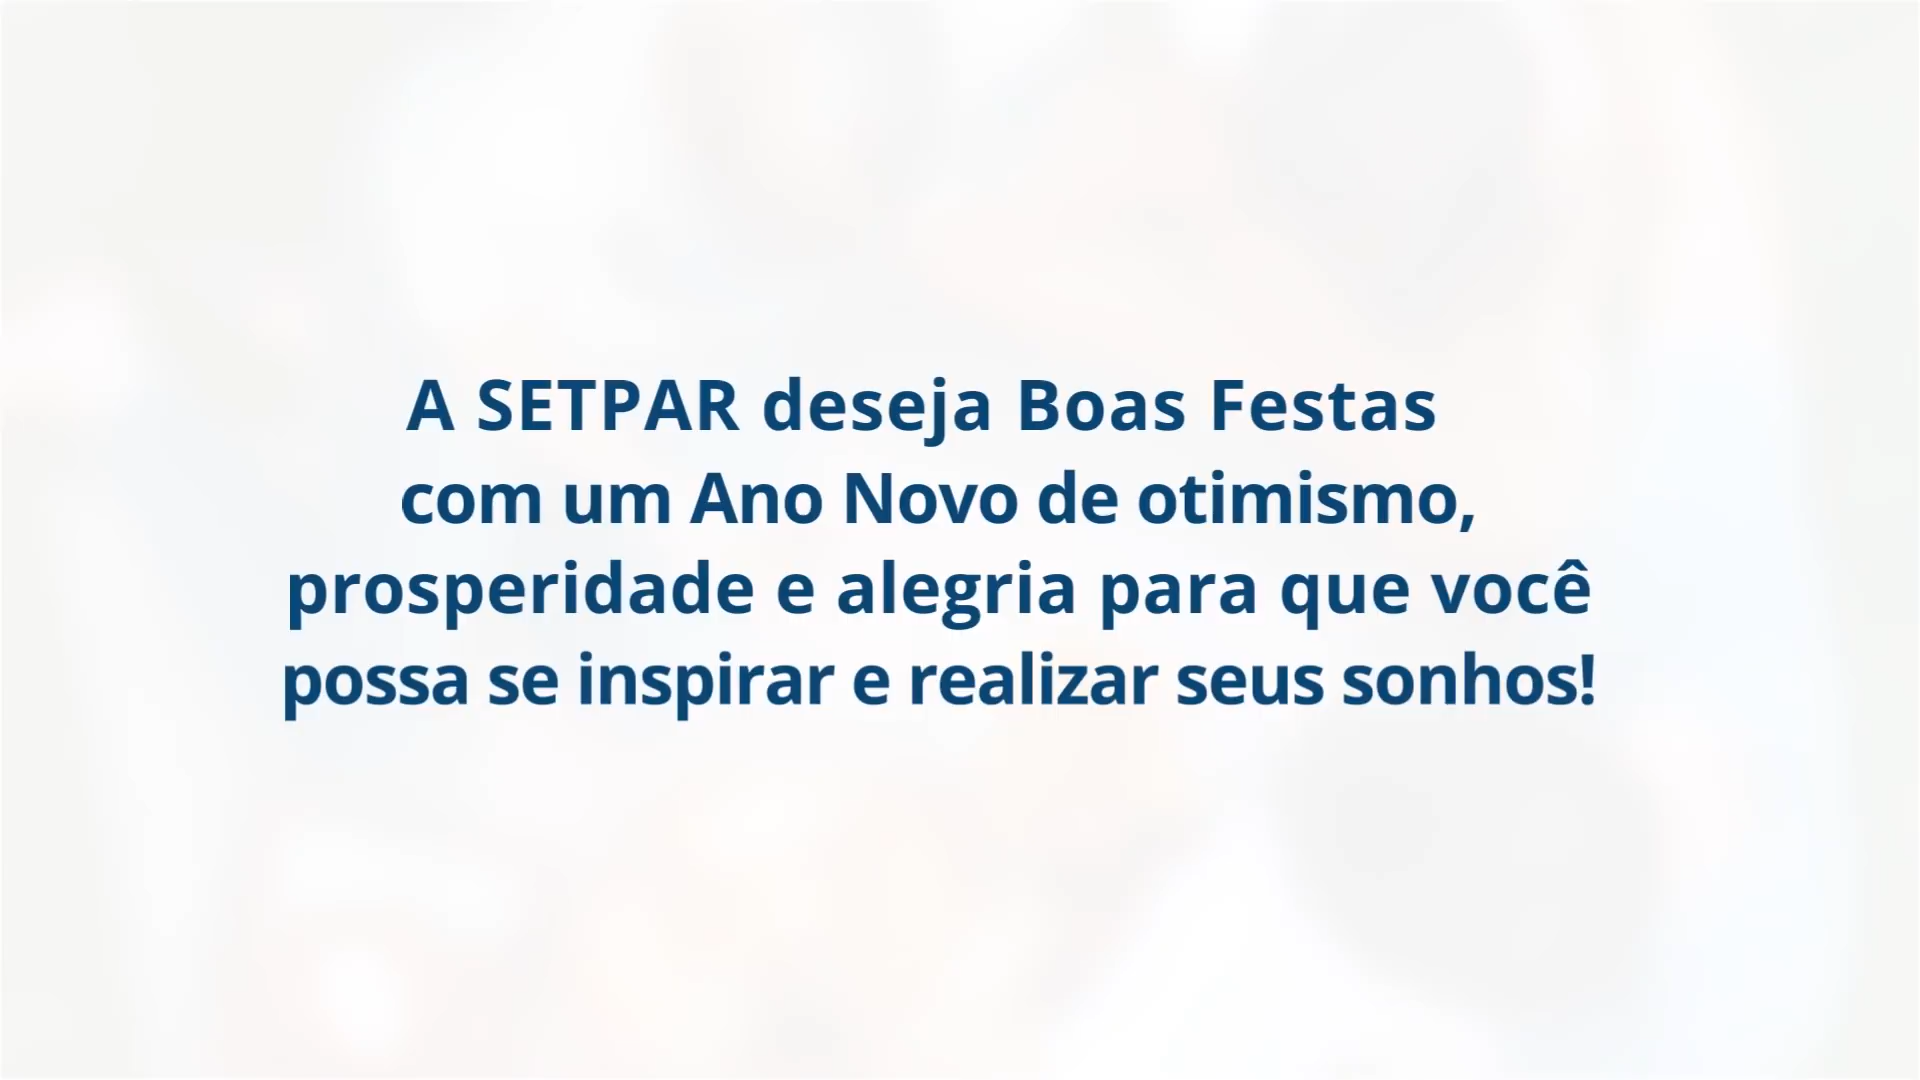 A SETPAR deseja Boas Festas
com um Ano Novo de otimismo,
prosperidade e alegria para que você
possa se inspirar e realizar seus sonhos!